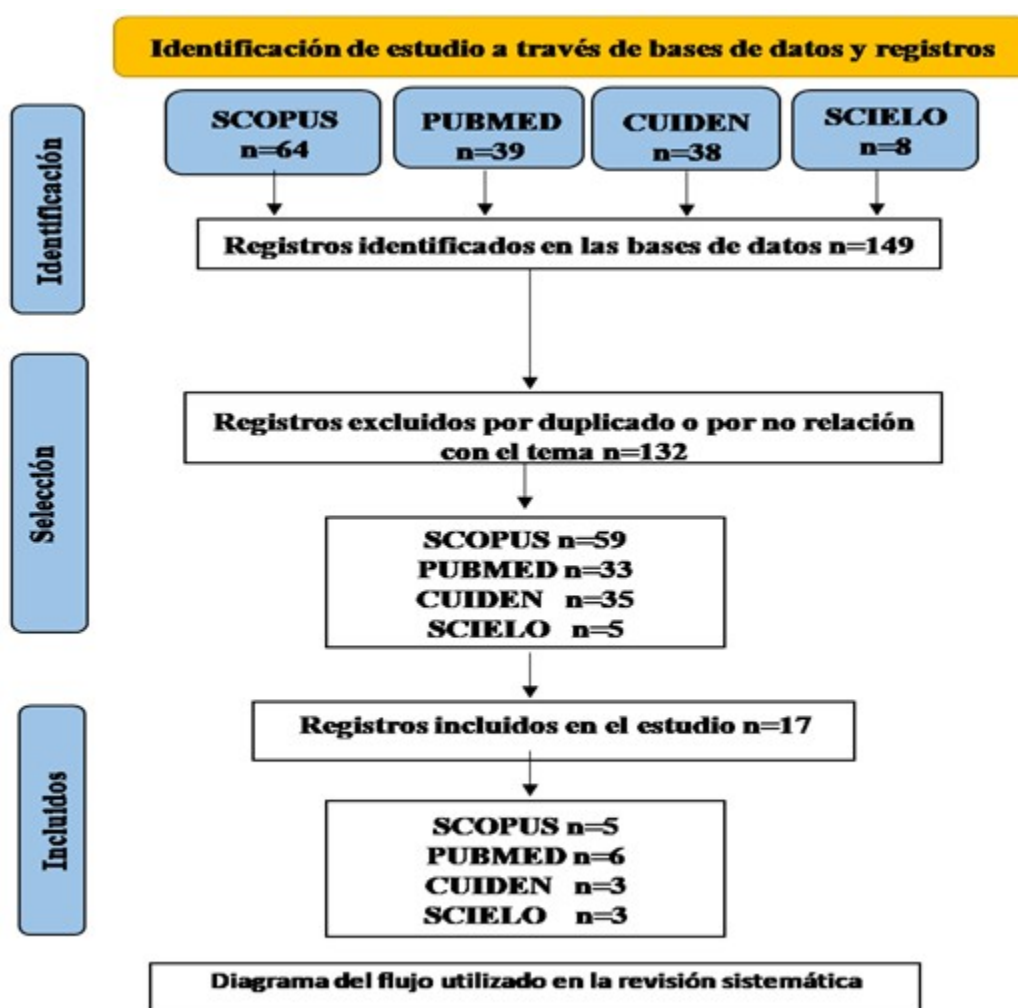 Identificación de estudio a través de bases de datos y registros
Identificación
SCOPUS
n=64
PUBMED
n=39
CUIDEN
n=38
SCIELO
n=8
Registros identificados en las bases de datos n=149
Selección
Registros excluidos por duplicado o por no relación
con el tema n=132
SCOPUS n=59
PUBMED n=33
CUIDEN n=35
SCIELO n=5
Incluidos
Registros incluidos en el estudio n=17
SCOPUS n=5
PUBMED n=6
CUIDEN n=3
SCIELO n=3
Diagrama del flujo utilizado en la revisión sistemática